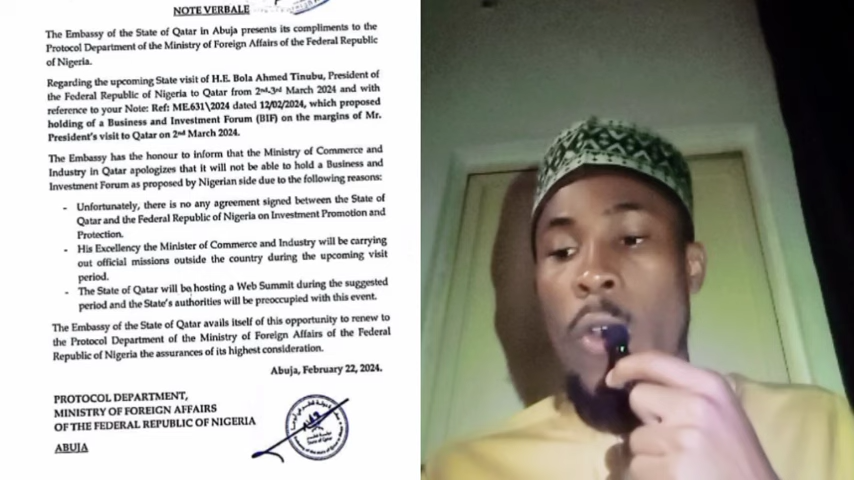 NOTE VERBALE
The Embassy of the State of Qatar in Abuja presents its compliments to the
Protocol Department of the Ministry of Foreign Affairs of the Federal Republic
of Nigeria.
Regarding the upcoming State visit of H.E. Bola Ahmed Tinubu, President of
the Federal Republic of Nigeria to Qatar from 2nd-3rd March 2024 and with
reference to your Note: Ref: ME.631\2024 dated 12/02/2024, which proposed
holding of a Business and Investment Forum (BIF) on the margins of Mr.
President's visit to Qatar on 2nd March 2024.
The Embassy has the honour to inform that the Ministry of Commerce and
Industry in Qatar apologizes that it will not be able to hold a Business and
Investment Forum as proposed by Nigerian side due to the following reasons:
- Unfortunately, there is no any agreement signed between the State of
Qatar and the Federal Republic of Nigeria on Investment Promotion and
Protection.
- His Excellency the Minister of Commerce and Industry will be carrying
out official missions outside the country during the upcoming visit
period.
- The State of Qatar will be hosting a Web Summit during the suggested
period and the State's authorities will be preoccupied with this event.
The Embassy of the State of Qatar avails itself of this opportunity to renew to
the Protocol Department of the Ministry of Foreign Affairs of the Federal
Republic of Nigeria the assurances of its highest consideration.
Abuja, February 22, 2024.
PROTOCOL DEPARTMENT,
MINISTRY OF FOREIGN AFFAIRS
OF THE FEDERAL REPUBLIC OF NIGERIA
ABUJA